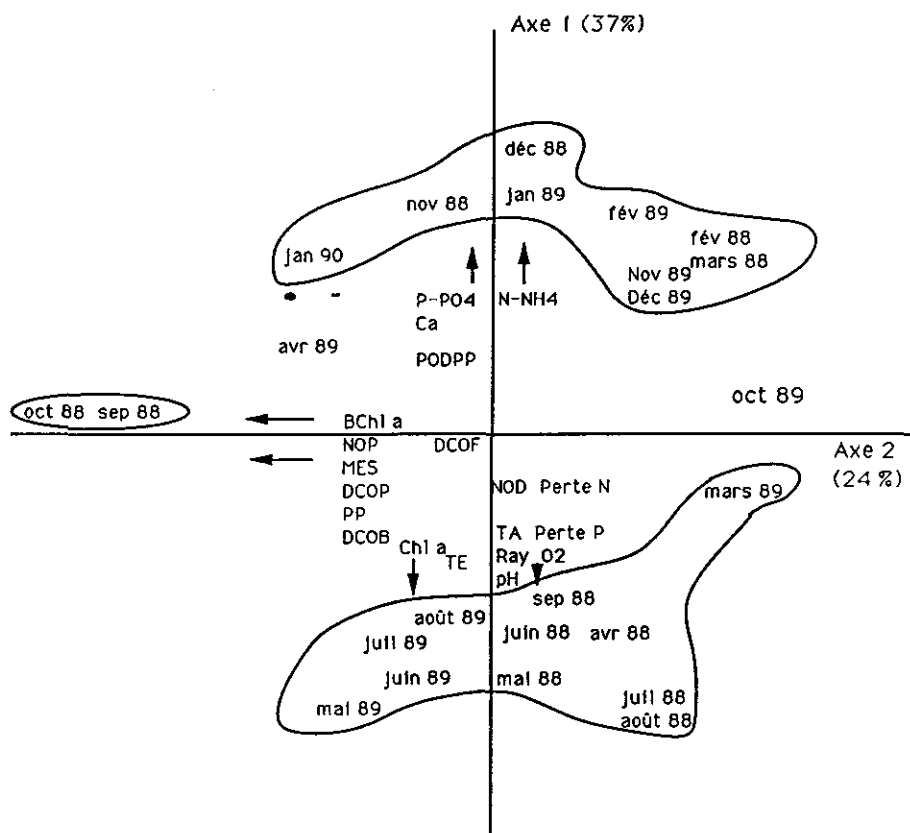 Axe 1 (37%)
déc 88
nov 88
jan 89
fév 89
fév 88
mars 88
jan 90
Nov 89
Déc 89
P-PO4
N-NH4
Ca
avr 89
PODPP
oct 89
oct 88 sep 88
BChl a
NOP
DCOF
Axe 2
(24%)
MES
DCOP
NOD Perte N
mars 89
PP
DCOB
TA Perte P
Chl a
TE
Ray O2
pH
sep 88
août 89
juil 89
juin 88
avr 88
juin 89
mai 88
mai 89
juil 88
août 88